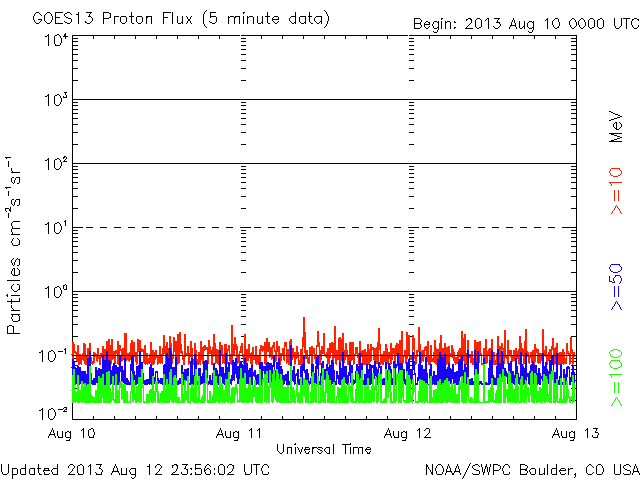 GOES13 Proton Flux (5 minute data)
Begin: 2013 Aug 10 0000 UTC
Particles cm⁻²s⁻¹sr⁻¹
10⁴
10³
10²
10¹
10⁰
10⁻¹
10⁻²
Aug 10 Aug 11 Aug 12 Aug 13
Universal Time
MeV
>=10
>=50
>=100
Updated 2013 Aug 12 23:56:02 UTC
NOAA/SWPC Boulder, CO USA